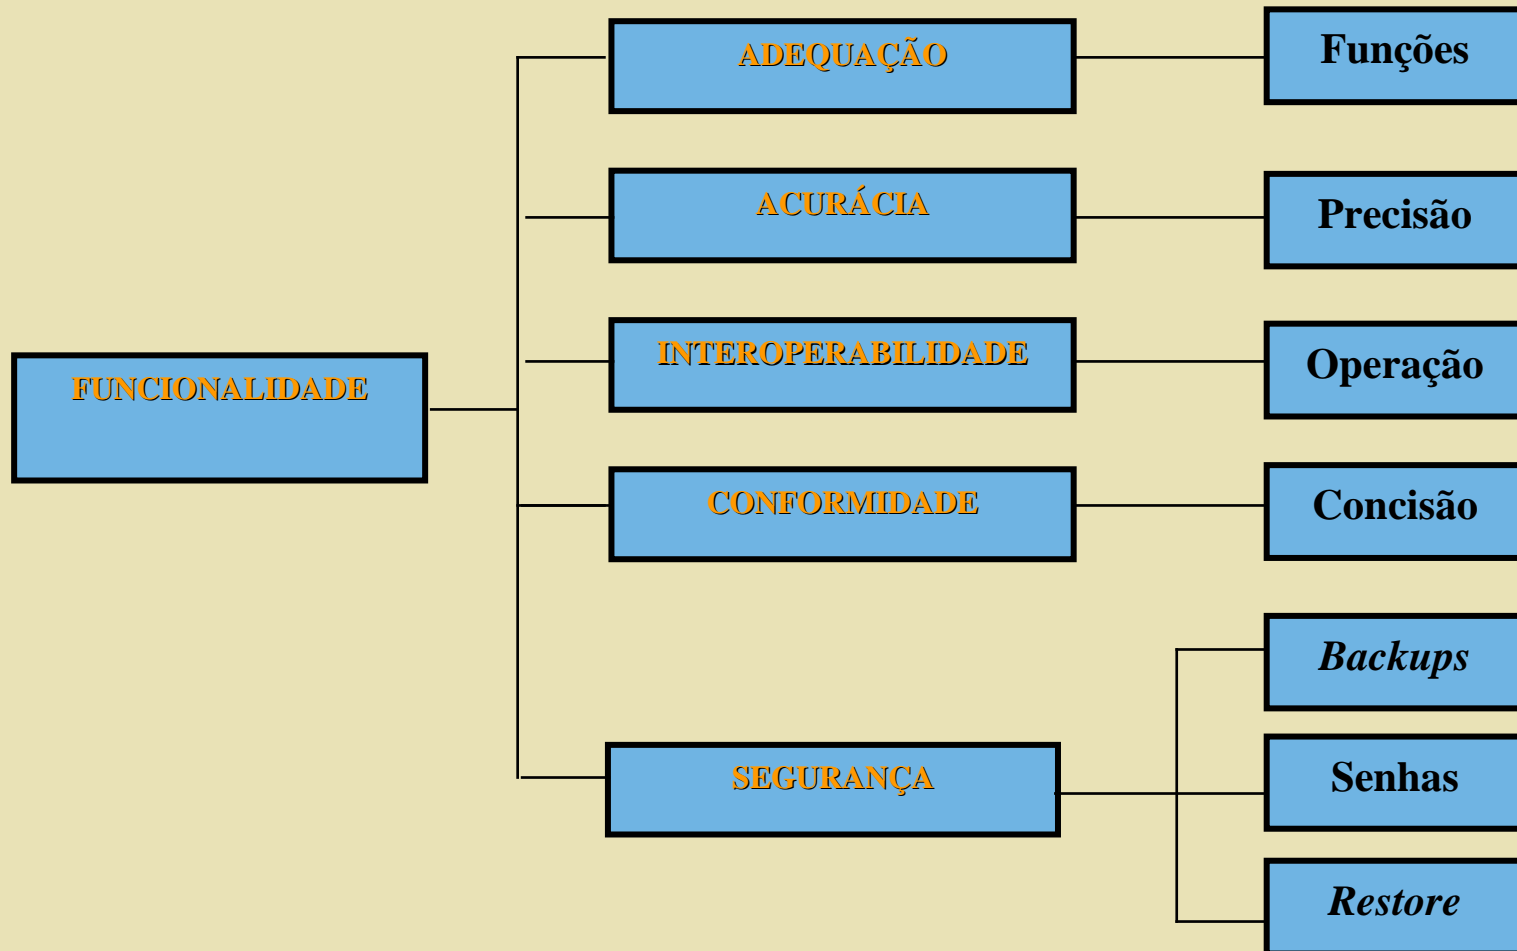 ADEQUAÇÃO
Funções
ACURÁCIA
Precisão
INTEROPERABILIDADE
Operação
FUNCIONALIDADE
CONFORMIDADE
Concisão
Backups
SEGURANÇA
Senhas
Restore